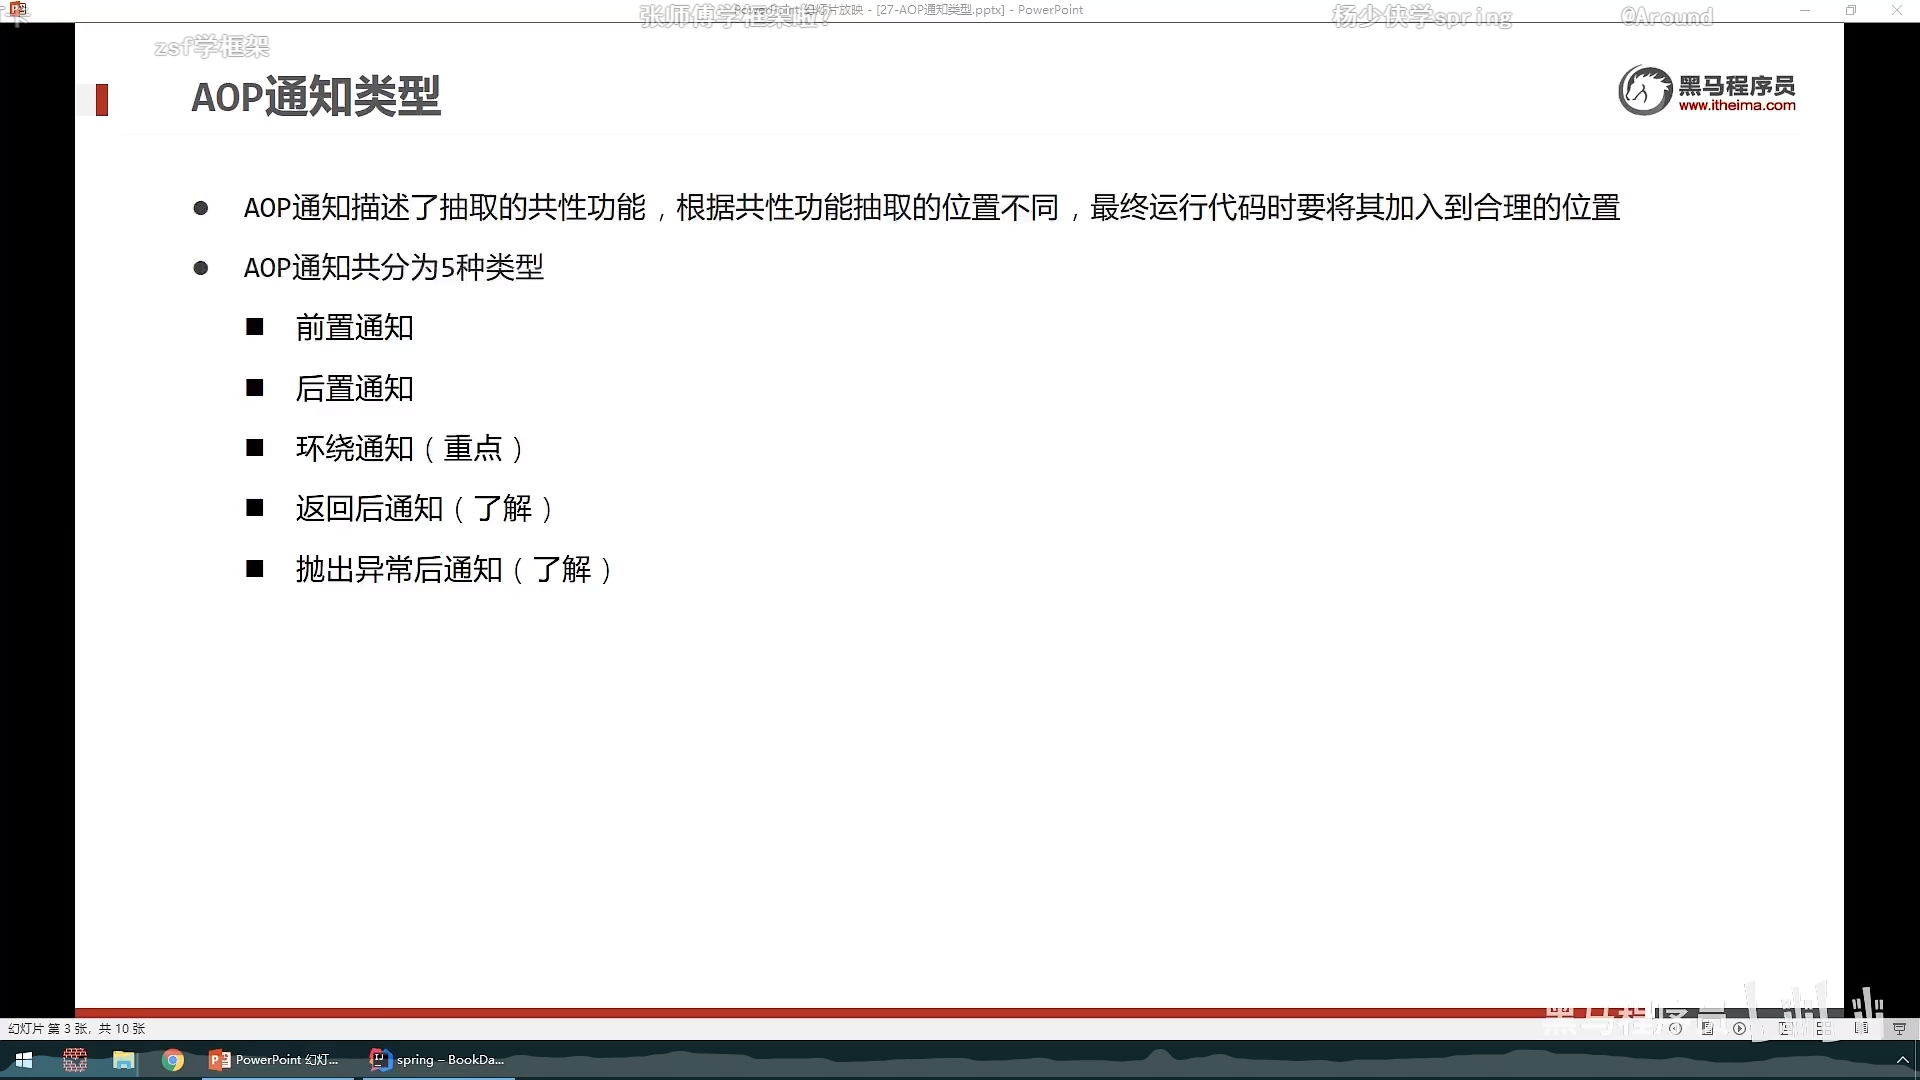 张师傅学框架啦?
PowerPoint 幻灯片放映 - [27-AOP通知类型.pptx] - PowerPoint
杨少侠学spring
@Around
zsf学框架
AOP通知类型
黑马程序员
www.itheima.com
AOP通知描述了抽取的共性功能，根据共性功能抽取的位置不同，最终运行代码时要将其加入到合理的位置
AOP通知共分为5种类型
前置通知
后置通知
环绕通知（重点）
返回后通知（了解）
抛出异常后通知（了解）
黑马程序员
幻灯片 第 3 张，共 10 张
PowerPoint 幻灯...
spring – BookDa...